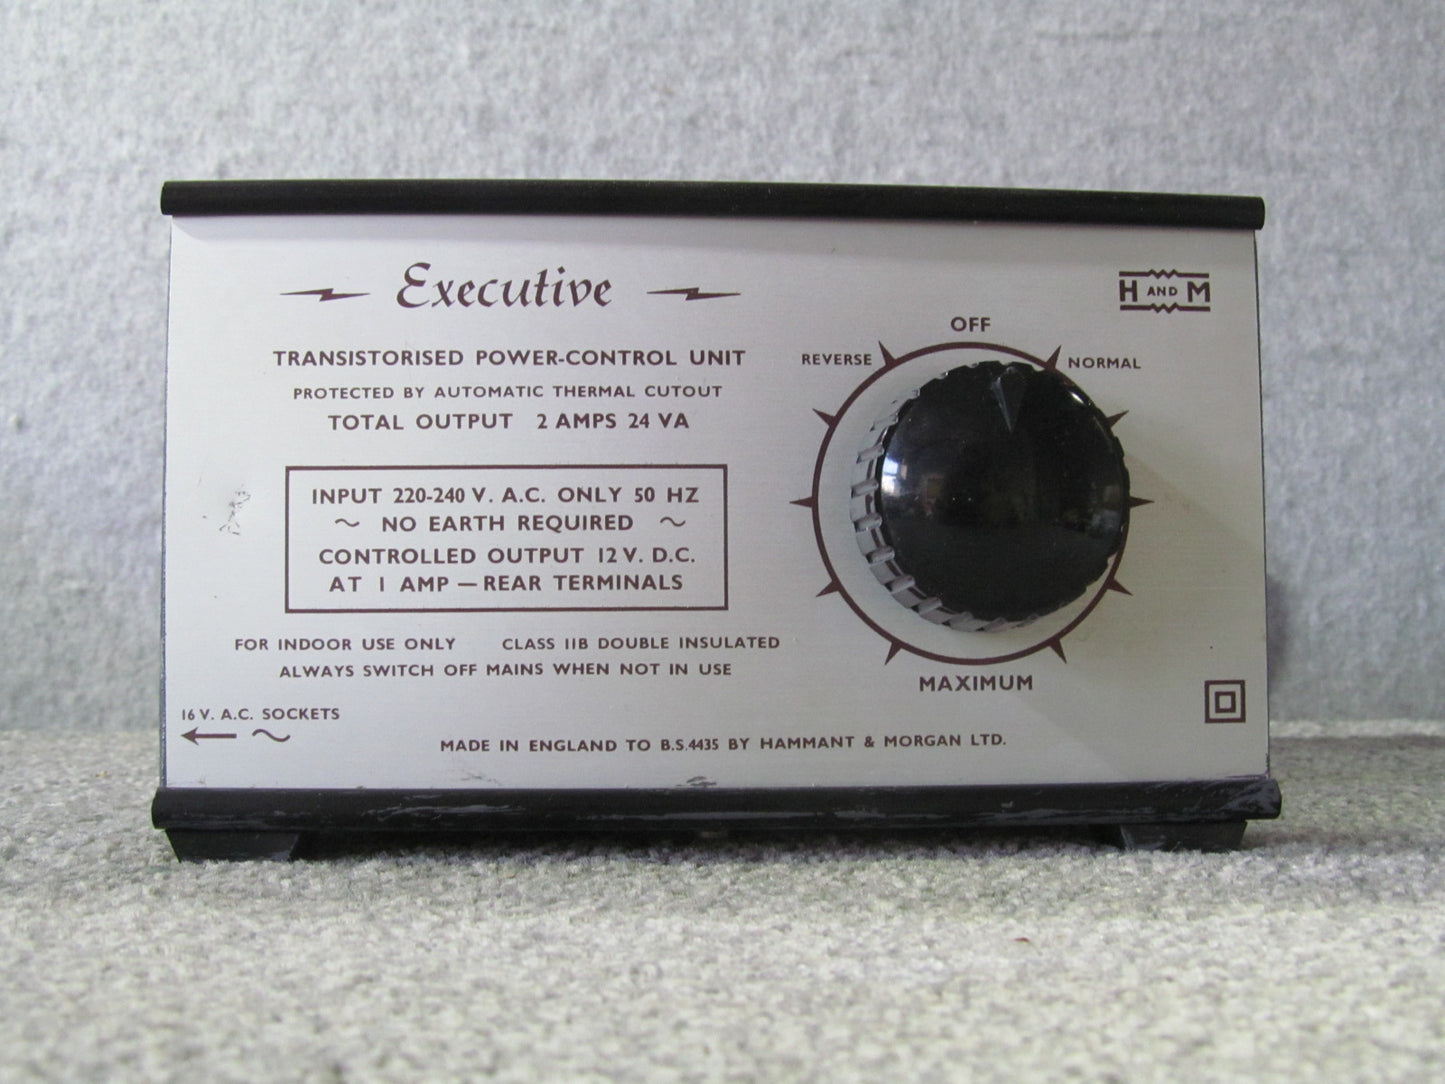 Executive
H AND M
TRANSISTORISED POWER-CONTROL UNIT
PROTECTED BY AUTOMATIC THERMAL CUTOUT
TOTAL OUTPUT 2 AMPS 24 VA
INPUT 220-240 V. A.C. ONLY 50 HZ
~ NO EARTH REQUIRED ~
CONTROLLED OUTPUT 12 V. D.C.
AT 1 AMP — REAR TERMINALS
FOR INDOOR USE ONLY CLASS IIB DOUBLE INSULATED
ALWAYS SWITCH OFF MAINS WHEN NOT IN USE
OFF
REVERSE NORMAL
MAXIMUM
16 V. A.C. SOCKETS
← ~
MADE IN ENGLAND TO B.S.4435 BY HAMMANT & MORGAN LTD.